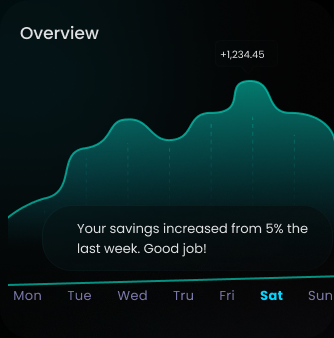 Overview
+1,234.45
Your savings increased from 5% the
last week. Good job!
Mon Tue Wed Tru Fri Sat Sun